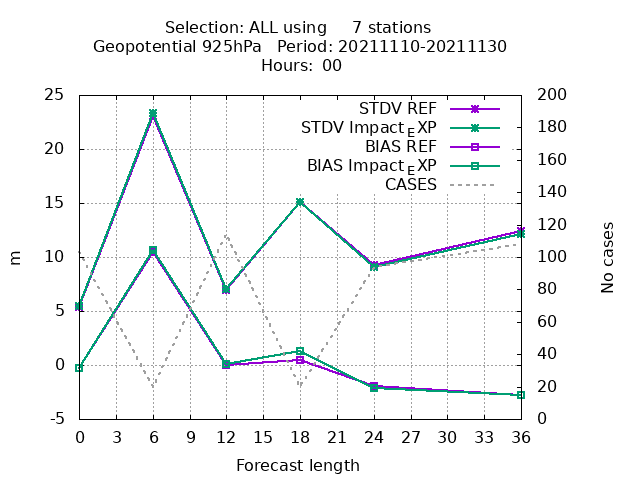 Selection: ALL using     7 stations
Geopotential 925hPa   Period: 20211110-20211130
Hours: 00
STDV REF
STDV Impact_EXP
BIAS REF
BIAS Impact_EXP
CASES
25
20
15
10
5
0
-5
m
200
180
160
140
120
100
80
60
40
20
0
No cases
0 3 6 9 12 15 18 21 24 27 30 33 36
Forecast length